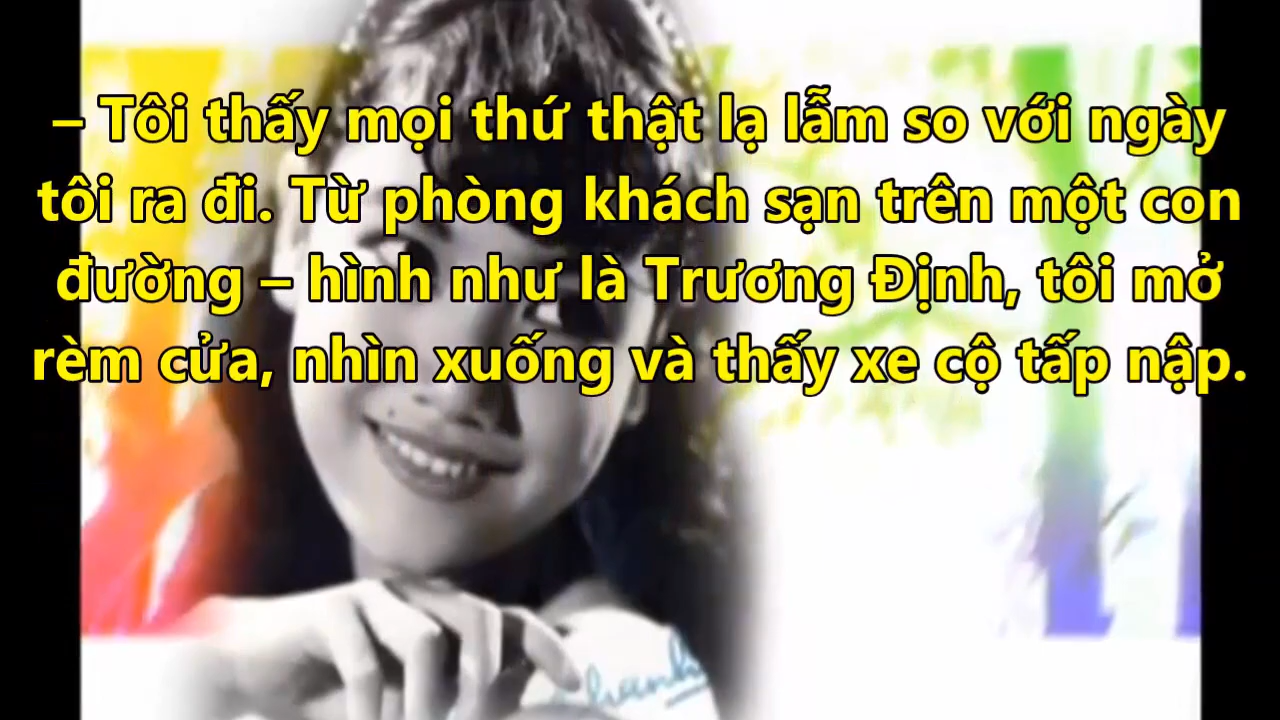 – Tôi thấy mọi thứ thật lạ lẫm so với ngày
tôi ra đi. Từ phòng khách sạn trên một con
đường – hình như là Trương Định, tôi mở
rèm cửa, nhìn xuống và thấy xe cộ tấp nập.